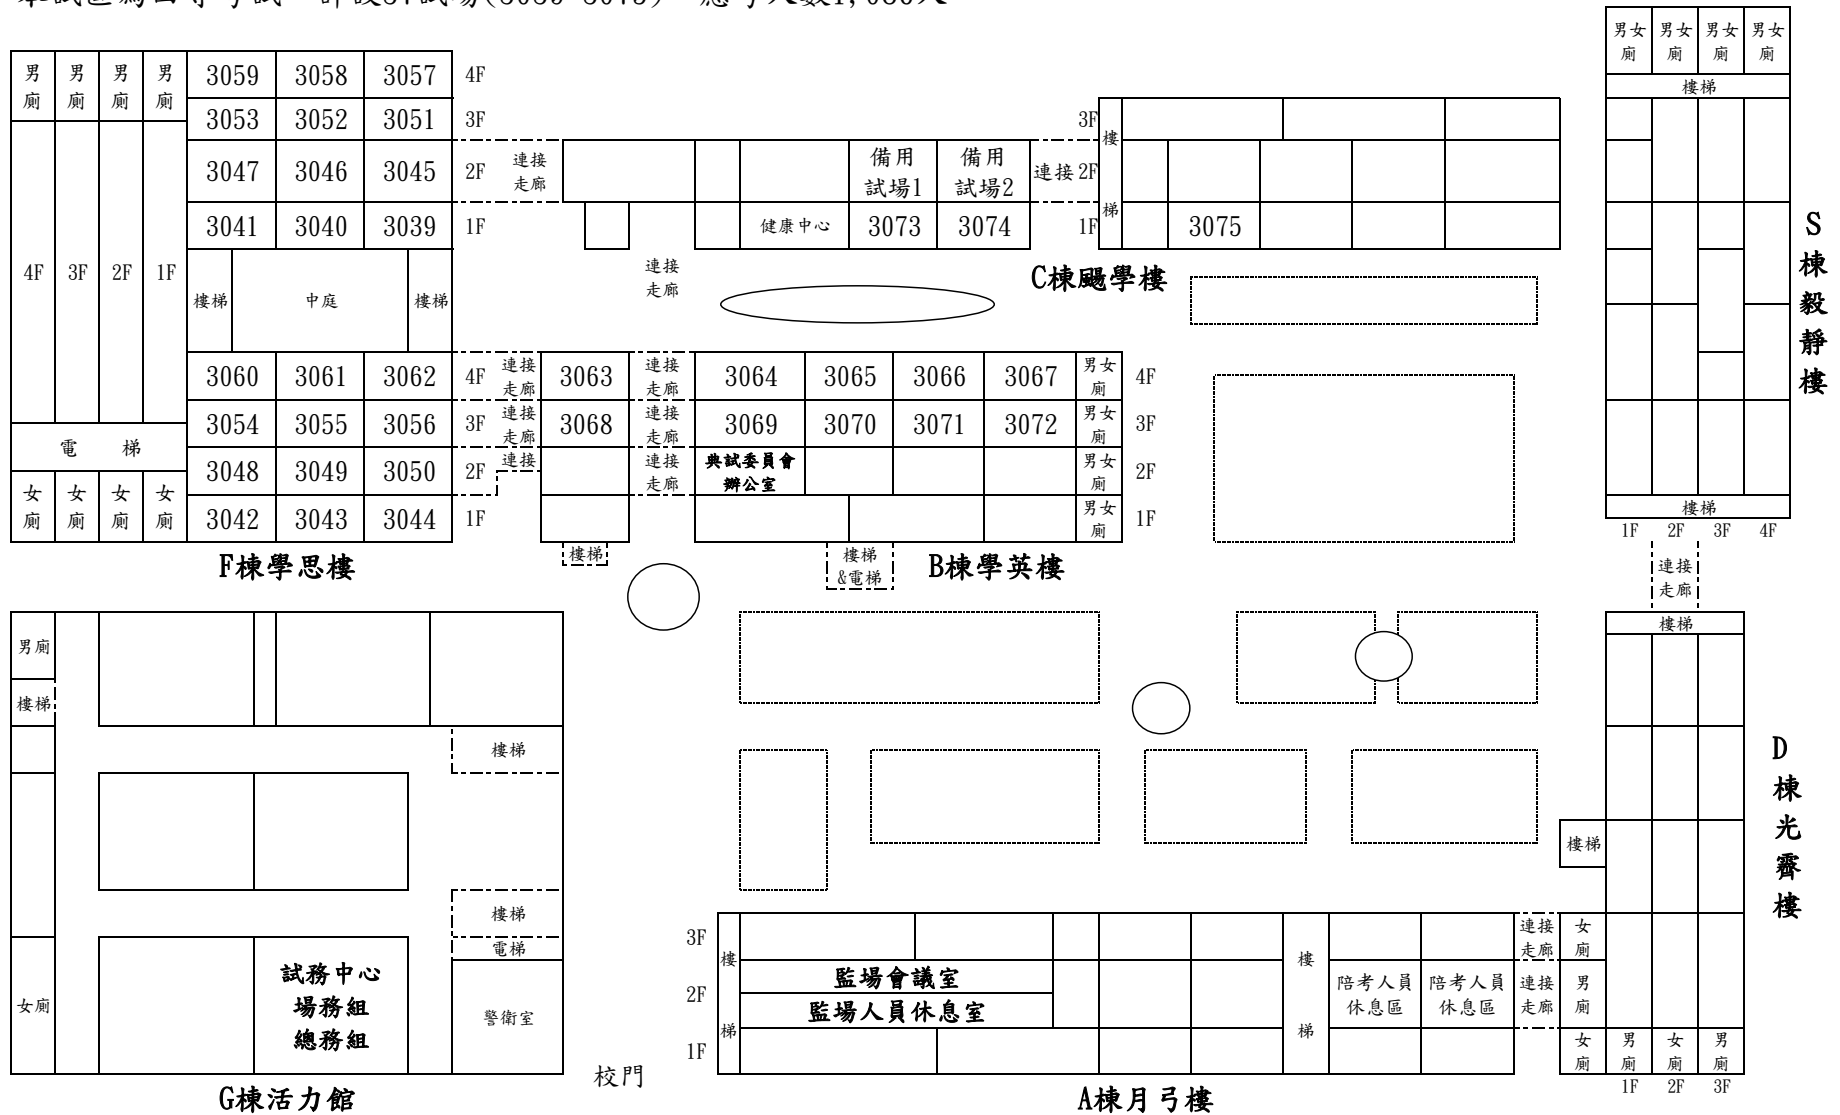 (3039-3075)
男女廁 男女廁 男女廁 男女廁
樓梯
男廁 男廁 男廁 男廁 3059 3058 3057 4F
3053 3052 3051 3F
3F
3047 3046 3045 2F 連接走廊 備用試場1 備用試場2 連接 2F
樓梯
3041 3040 3039 1F 健康中心 3073 3074 1F 3075
4F 3F 2F 1F 樓梯 中庭 樓梯
連接走廊
C棟颺學樓
S棟毅靜樓
3060 3061 3062 4F 連接走廊 3063 連接走廊 3064 3065 3066 3067 男女廁 4F
3054 3055 3056 3F 連接走廊 3068 連接走廊 3069 3070 3071 3072 男女廁 3F
電梯
3048 3049 3050 2F 連接 連接走廊 典試委員會辦公室 男女廁 2F
女廁 女廁 女廁 女廁 3042 3043 3044 1F 男女廁 1F
樓梯
1F 2F 3F 4F
樓梯 樓梯&電梯
F棟學思樓 B棟學英樓
連接走廊
樓梯
男廁
樓梯
樓梯
D棟光霽樓
樓梯
樓梯
電梯
3F 連接走廊 女廁
樓梯 樓梯
女廁
試務中心
場務組
總務組
警衛室
2F 監場會議室
監場人員休息室
陪考人員休息區 陪考人員休息區 連接走廊 男廁
1F 女廁 男廁 女廁 男廁
1F 2F 3F
校門
G棟活力館 A棟月弓樓